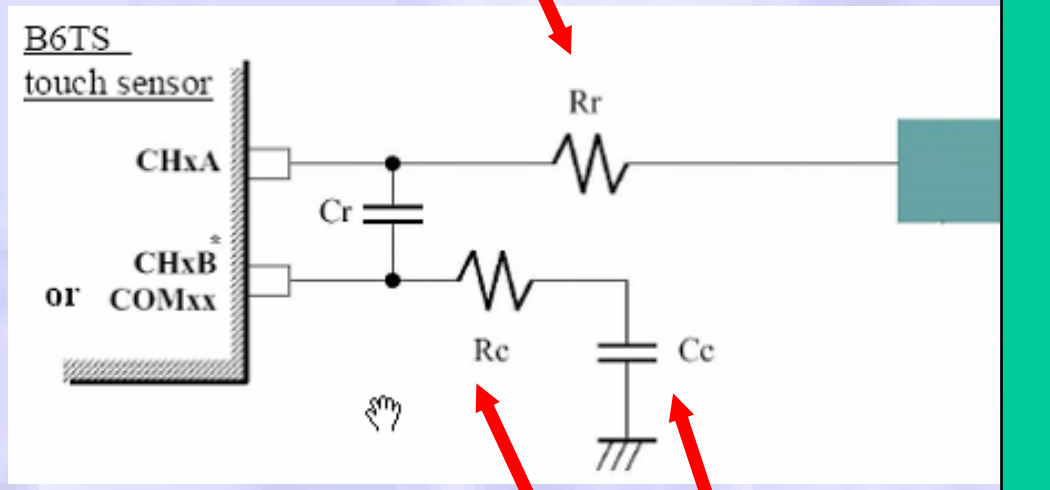 B6TS
touch sensor
Rr
CHxA
Cr
*
CHxB
or COMxx
Rc
Cc